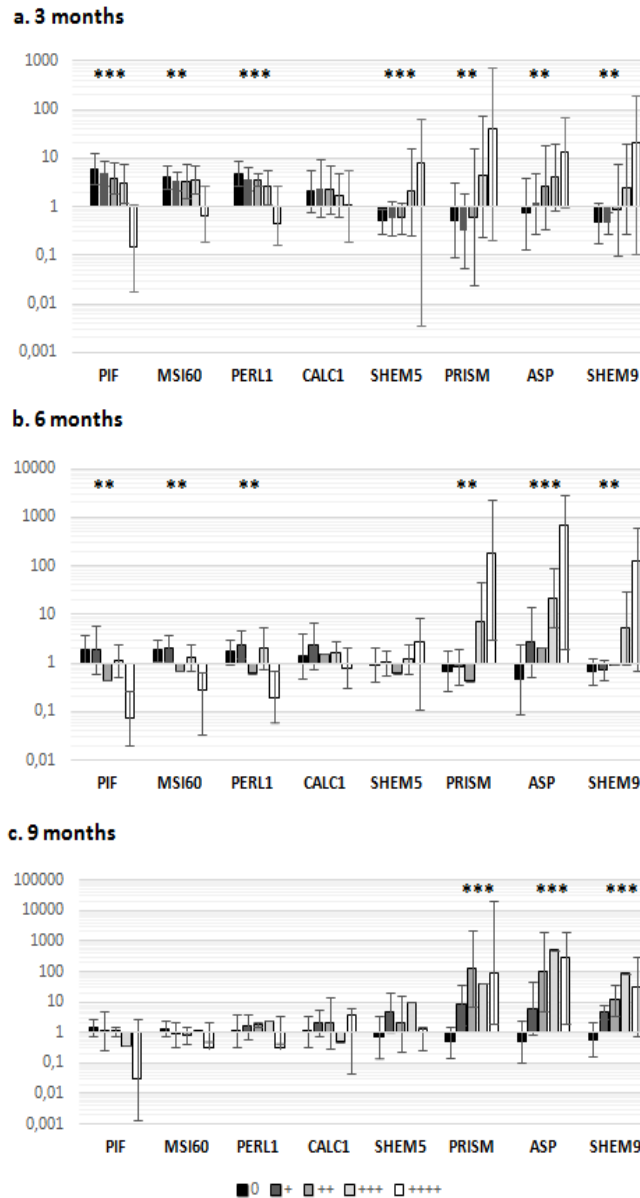 a. 3 months
*** ** *** *** ** ** **
1000
100
10
1
0,1
0,01
0,001
PIF MSI60 PERL1 CALC1 SHEM5 PRISM ASP SHEM9
b. 6 months
** ** ** ** *** **
10000
1000
100
10
1
0,1
0,01
PIF MSI60 PERL1 CALC1 SHEM5 PRISM ASP SHEM9
c. 9 months
*** *** ***
100000
10000
1000
100
10
1
0,1
0,01
0,001
PIF MSI60 PERL1 CALC1 SHEM5 PRISM ASP SHEM9
0 + ++ +++ ++++